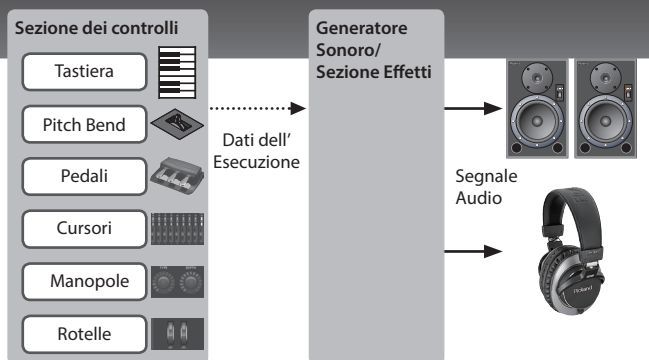 Sezione dei controlli
Tastiera
Pitch Bend
Pedali
Cursori
Manopole
Rotelle
Dati dell’
Esecuzione
Generatore
Sonoro/
Sezione Effetti
Segnale
Audio
Roland